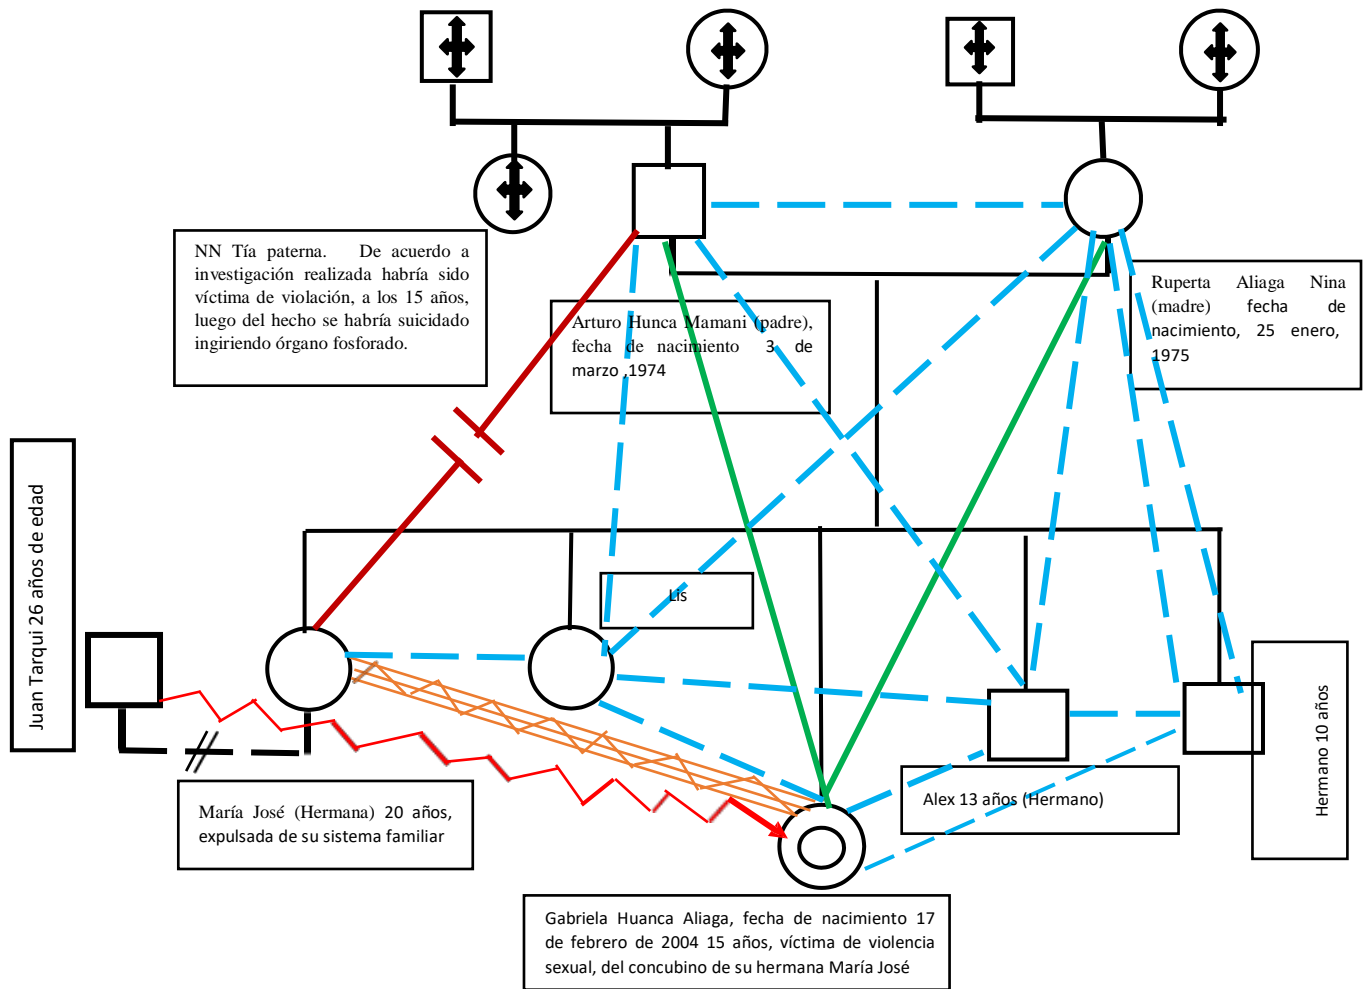 NN Tía paterna. De acuerdo a
investigación realizada habría sido
víctima de violación, a los 15 años,
luego del hecho se habría suicidado
ingiriendo órgano fosforado.
Arturo Hunca Mamani (padre),
fecha de nacimiento 3 de
marzo ,1974
Ruperta Aliaga Nina
(madre) fecha de
nacimiento, 25 enero,
1975
Juan Tarqui 26 años de edad
Lis
María José (Hermana) 20 años,
expulsada de su sistema familiar
Alex 13 años (Hermano)
Hermano 10 años
Gabriela Huanca Aliaga, fecha de nacimiento 17
de febrero de 2004 15 años, víctima de violencia
sexual, del concubino de su hermana María José